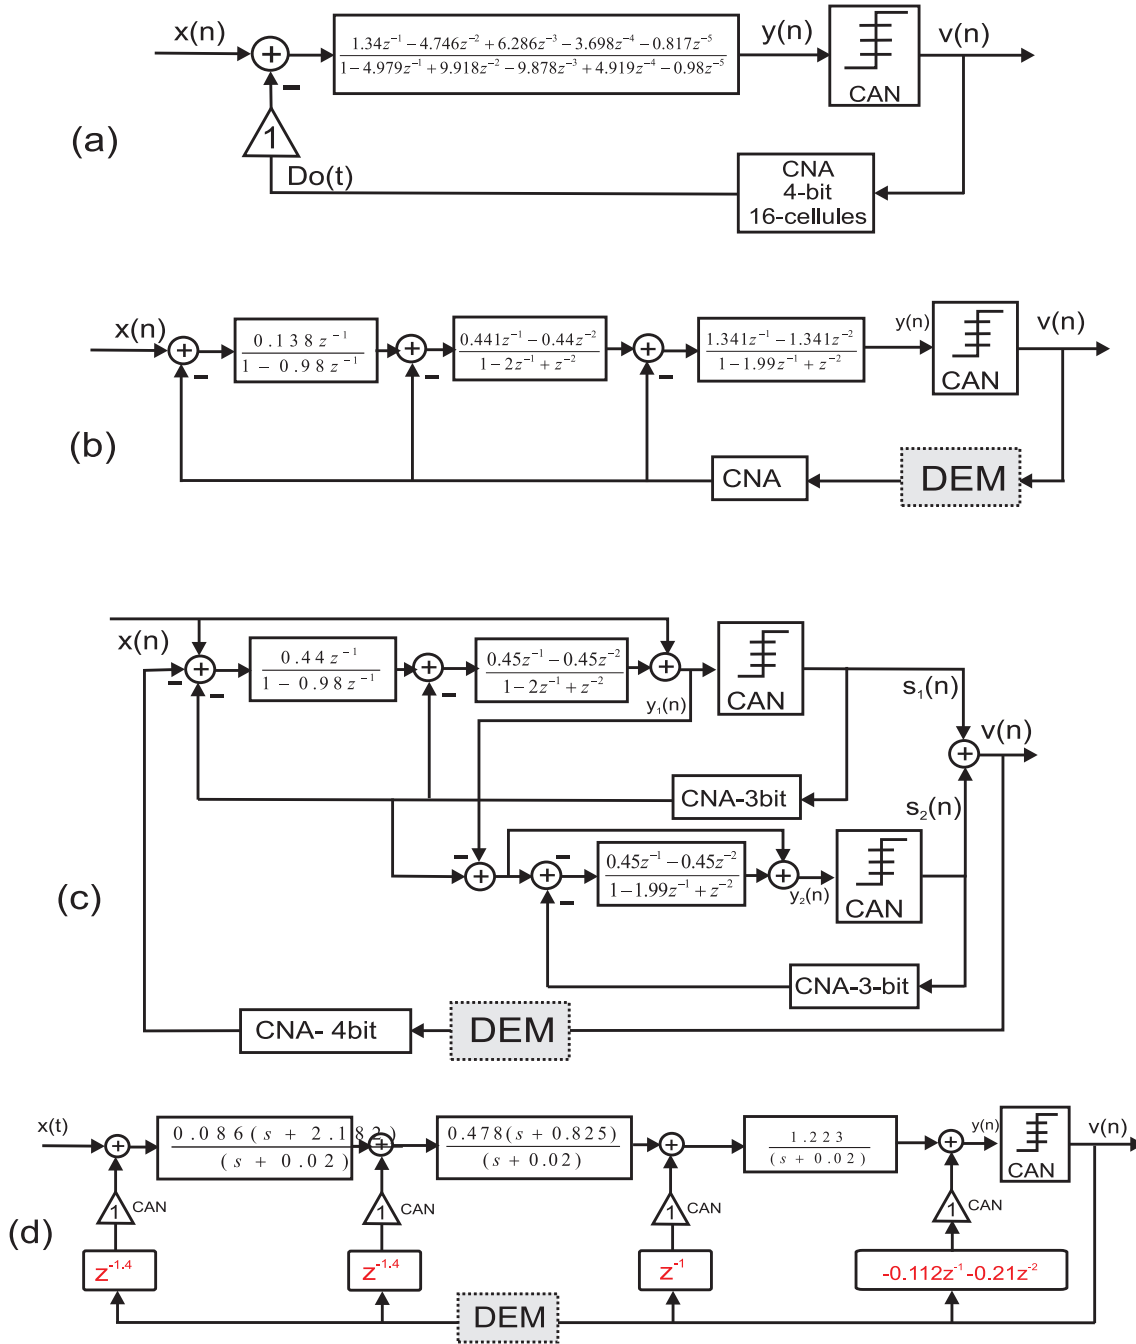 x(n)
1.34z⁻¹ − 4.746z⁻² + 6.286z⁻³ − 3.698z⁻⁴ − 0.817z⁻⁵
1 − 4.979z⁻¹ + 9.918z⁻² − 9.878z⁻³ + 4.919z⁻⁴ − 0.98z⁻⁵
y(n)
CAN
v(n)
+
−
1
Do(t)
CNA
4-bit
16-cellules
(a)
x(n)
+
−
0.138z⁻¹
1 − 0.98z⁻¹
+
−
0.441z⁻¹ − 0.44z⁻²
1 − 2z⁻¹ + z⁻²
+
−
1.341z⁻¹ − 1.341z⁻²
1 − 1.99z⁻¹ + z⁻²
y(n)
CAN
v(n)
CNA
DEM
(b)
x(n)
+
−
−
0.44z⁻¹
1 − 0.98z⁻¹
+
−
0.45z⁻¹ − 0.45z⁻²
1 − 2z⁻¹ + z⁻²
+
y₁(n)
CAN
s₁(n)
v(n)
+
s₂(n)
CNA-3bit
−
−
+
−
−
+
0.45z⁻¹ − 0.45z⁻²
1 − 1.99z⁻¹ + z⁻²
+
y₂(n)
CAN
CNA-3-bit
CNA- 4bit
DEM
(c)
x(t)
+
0.086(s + 2.182)
(s + 0.02)
+
0.478(s + 0.825)
(s + 0.02)
+
1.223
(s + 0.02)
+
y(n)
CAN
v(n)
1
CAN
1
CAN
1
CAN
1
CAN
z⁻¹·⁴
z⁻¹·⁴
z⁻¹
-0.112z⁻¹-0.21z⁻²
DEM
(d)